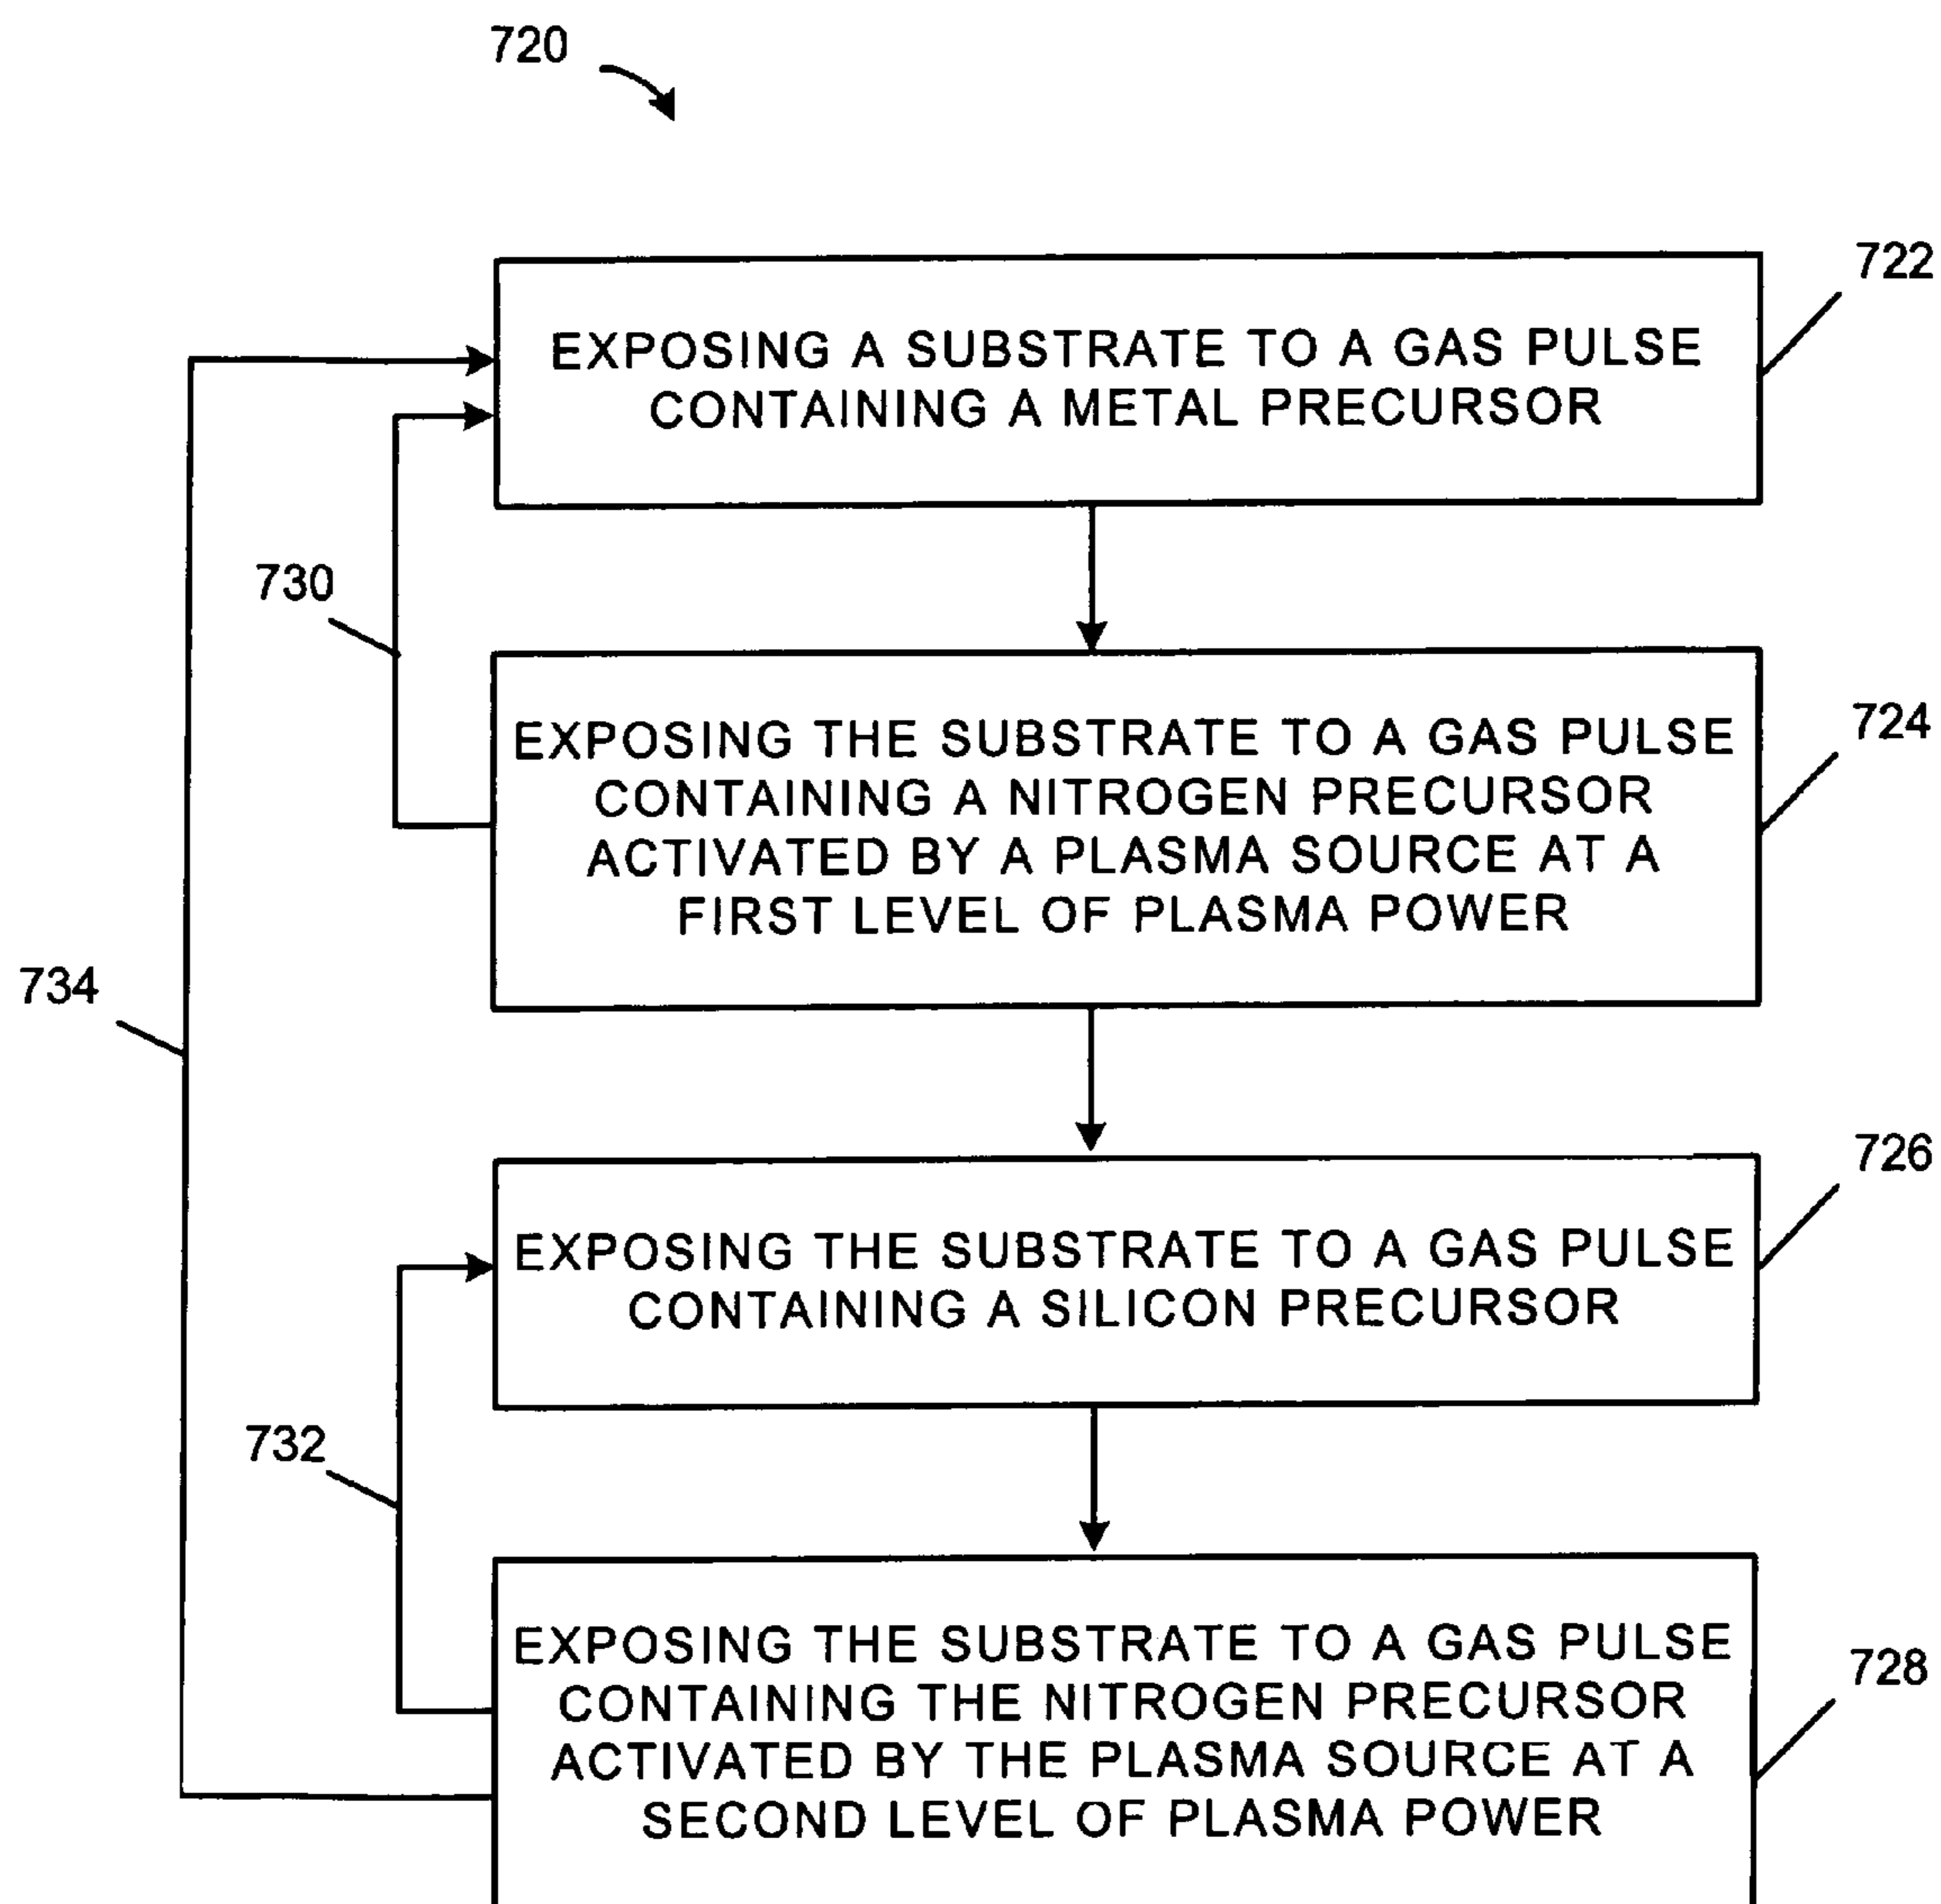 720
722
EXPOSING A SUBSTRATE TO A GAS PULSE
CONTAINING A METAL PRECURSOR
730
724
EXPOSING THE SUBSTRATE TO A GAS PULSE
CONTAINING A NITROGEN PRECURSOR
ACTIVATED BY A PLASMA SOURCE AT A
FIRST LEVEL OF PLASMA POWER
734
726
EXPOSING THE SUBSTRATE TO A GAS PULSE
CONTAINING A SILICON PRECURSOR
732
728
EXPOSING THE SUBSTRATE TO A GAS PULSE
CONTAINING THE NITROGEN PRECURSOR
ACTIVATED BY THE PLASMA SOURCE AT A
SECOND LEVEL OF PLASMA POWER